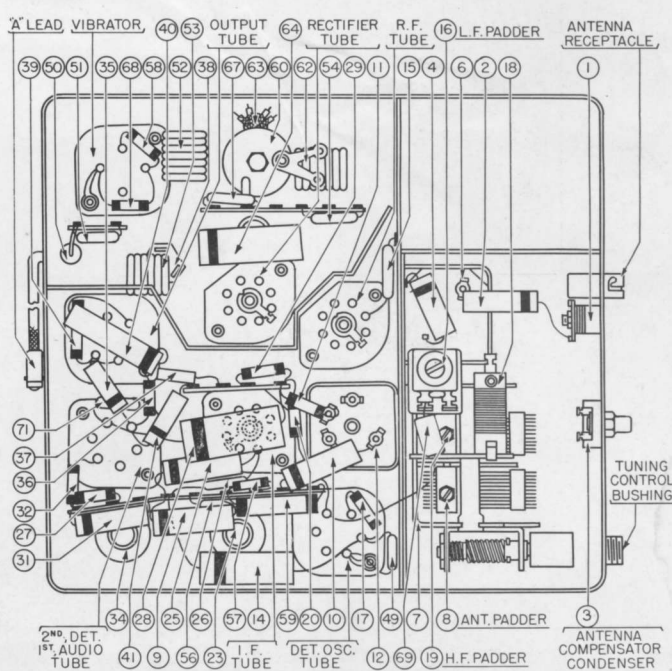 "A" LEAD VIBRATOR 40 53 OUTPUT TUBE 64 RECTIFIER TUBE R.F. TUBE 16 L.F. PADDER ANTENNA RECEPTACLE
39 50 51 35 68 58 52 38 67 63 60 62 54 29 11 15 4 6 2 18 1
71
37
36
32
27
31
TUNING CONTROL BUSHING
2ND, DET. 1ST. AUDIO TUBE 34 41 28 9 25 56 26 23 57 14 I.F. TUBE 59 20 10 DET. OSC. TUBE 12 17 49 69 7 19 H.F. PADDER 8 ANT. PADDER 3 ANTENNA COMPENSATOR CONDENSER